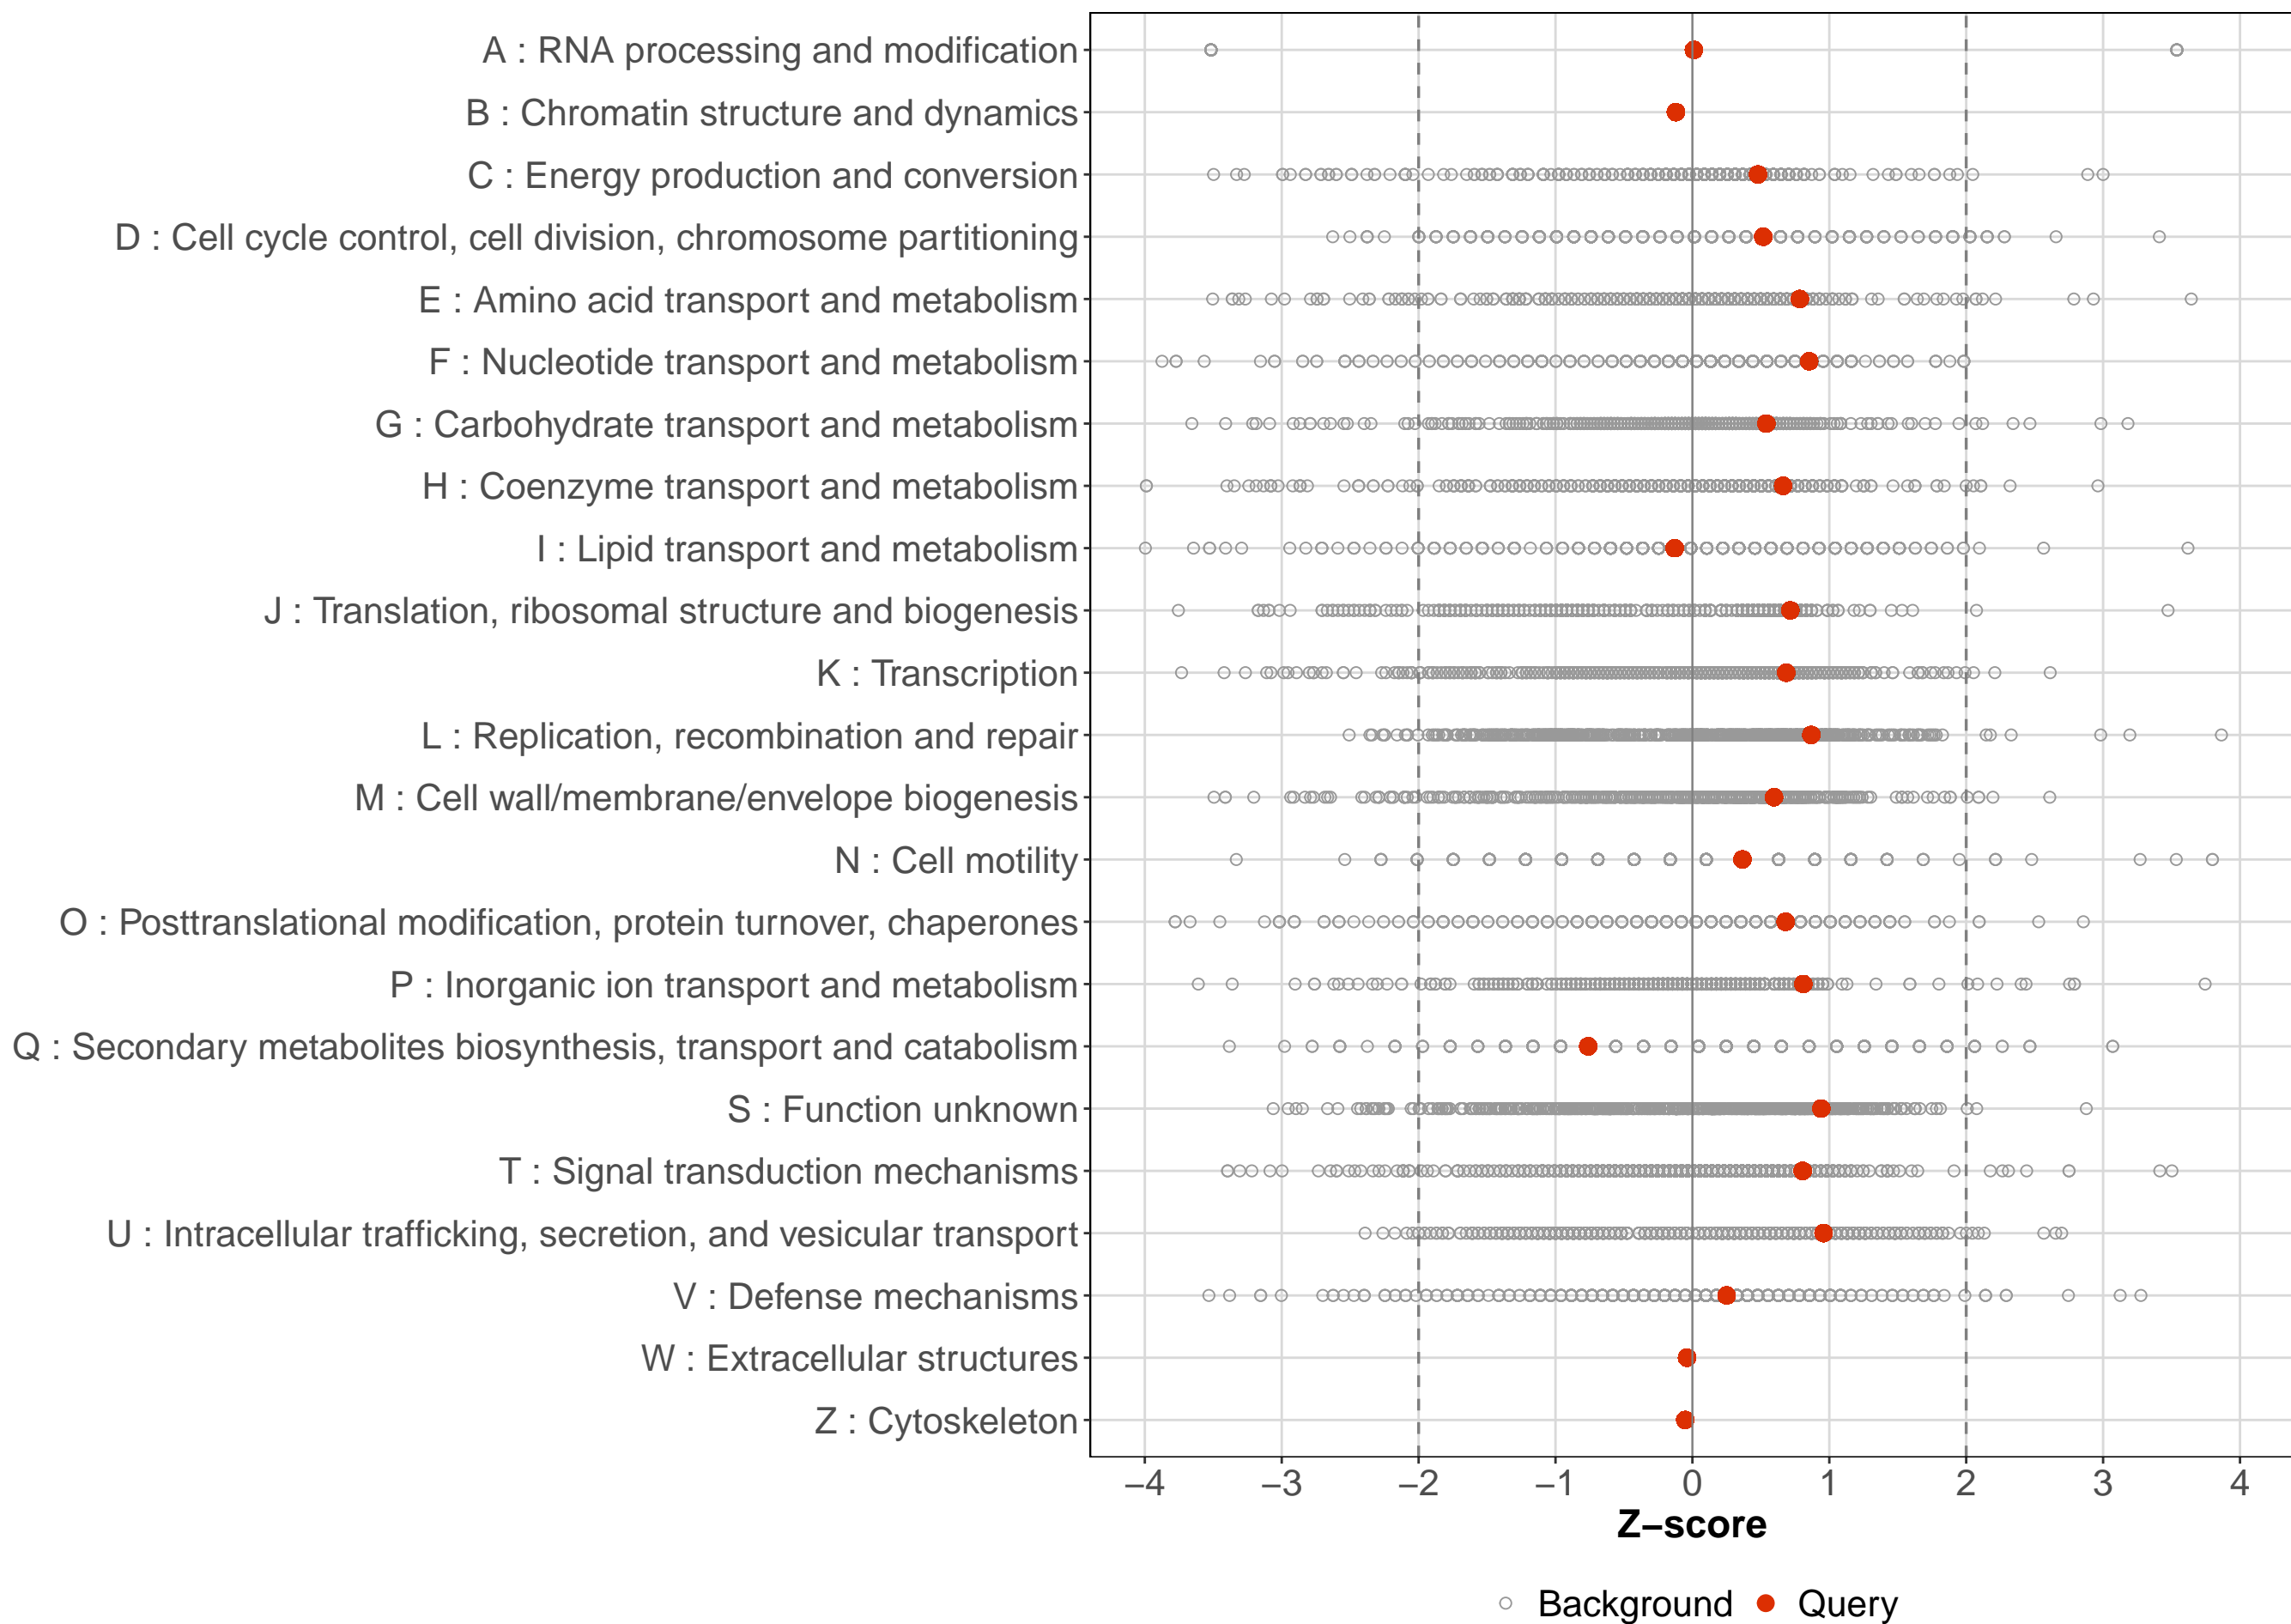 A : RNA processing and modification
B : Chromatin structure and dynamics
C : Energy production and conversion
D : Cell cycle control, cell division, chromosome partitioning
E : Amino acid transport and metabolism
F : Nucleotide transport and metabolism
G : Carbohydrate transport and metabolism
H : Coenzyme transport and metabolism
I : Lipid transport and metabolism
J : Translation, ribosomal structure and biogenesis
K : Transcription
L : Replication, recombination and repair
M : Cell wall/membrane/envelope biogenesis
N : Cell motility
O : Posttranslational modification, protein turnover, chaperones
P : Inorganic ion transport and metabolism
Q : Secondary metabolites biosynthesis, transport and catabolism
S : Function unknown
T : Signal transduction mechanisms
U : Intracellular trafficking, secretion, and vesicular transport
V : Defense mechanisms
W : Extracellular structures
Z : Cytoskeleton
−4 −3 −2 −1 0 1 2 3 4
Z−score
Background Query